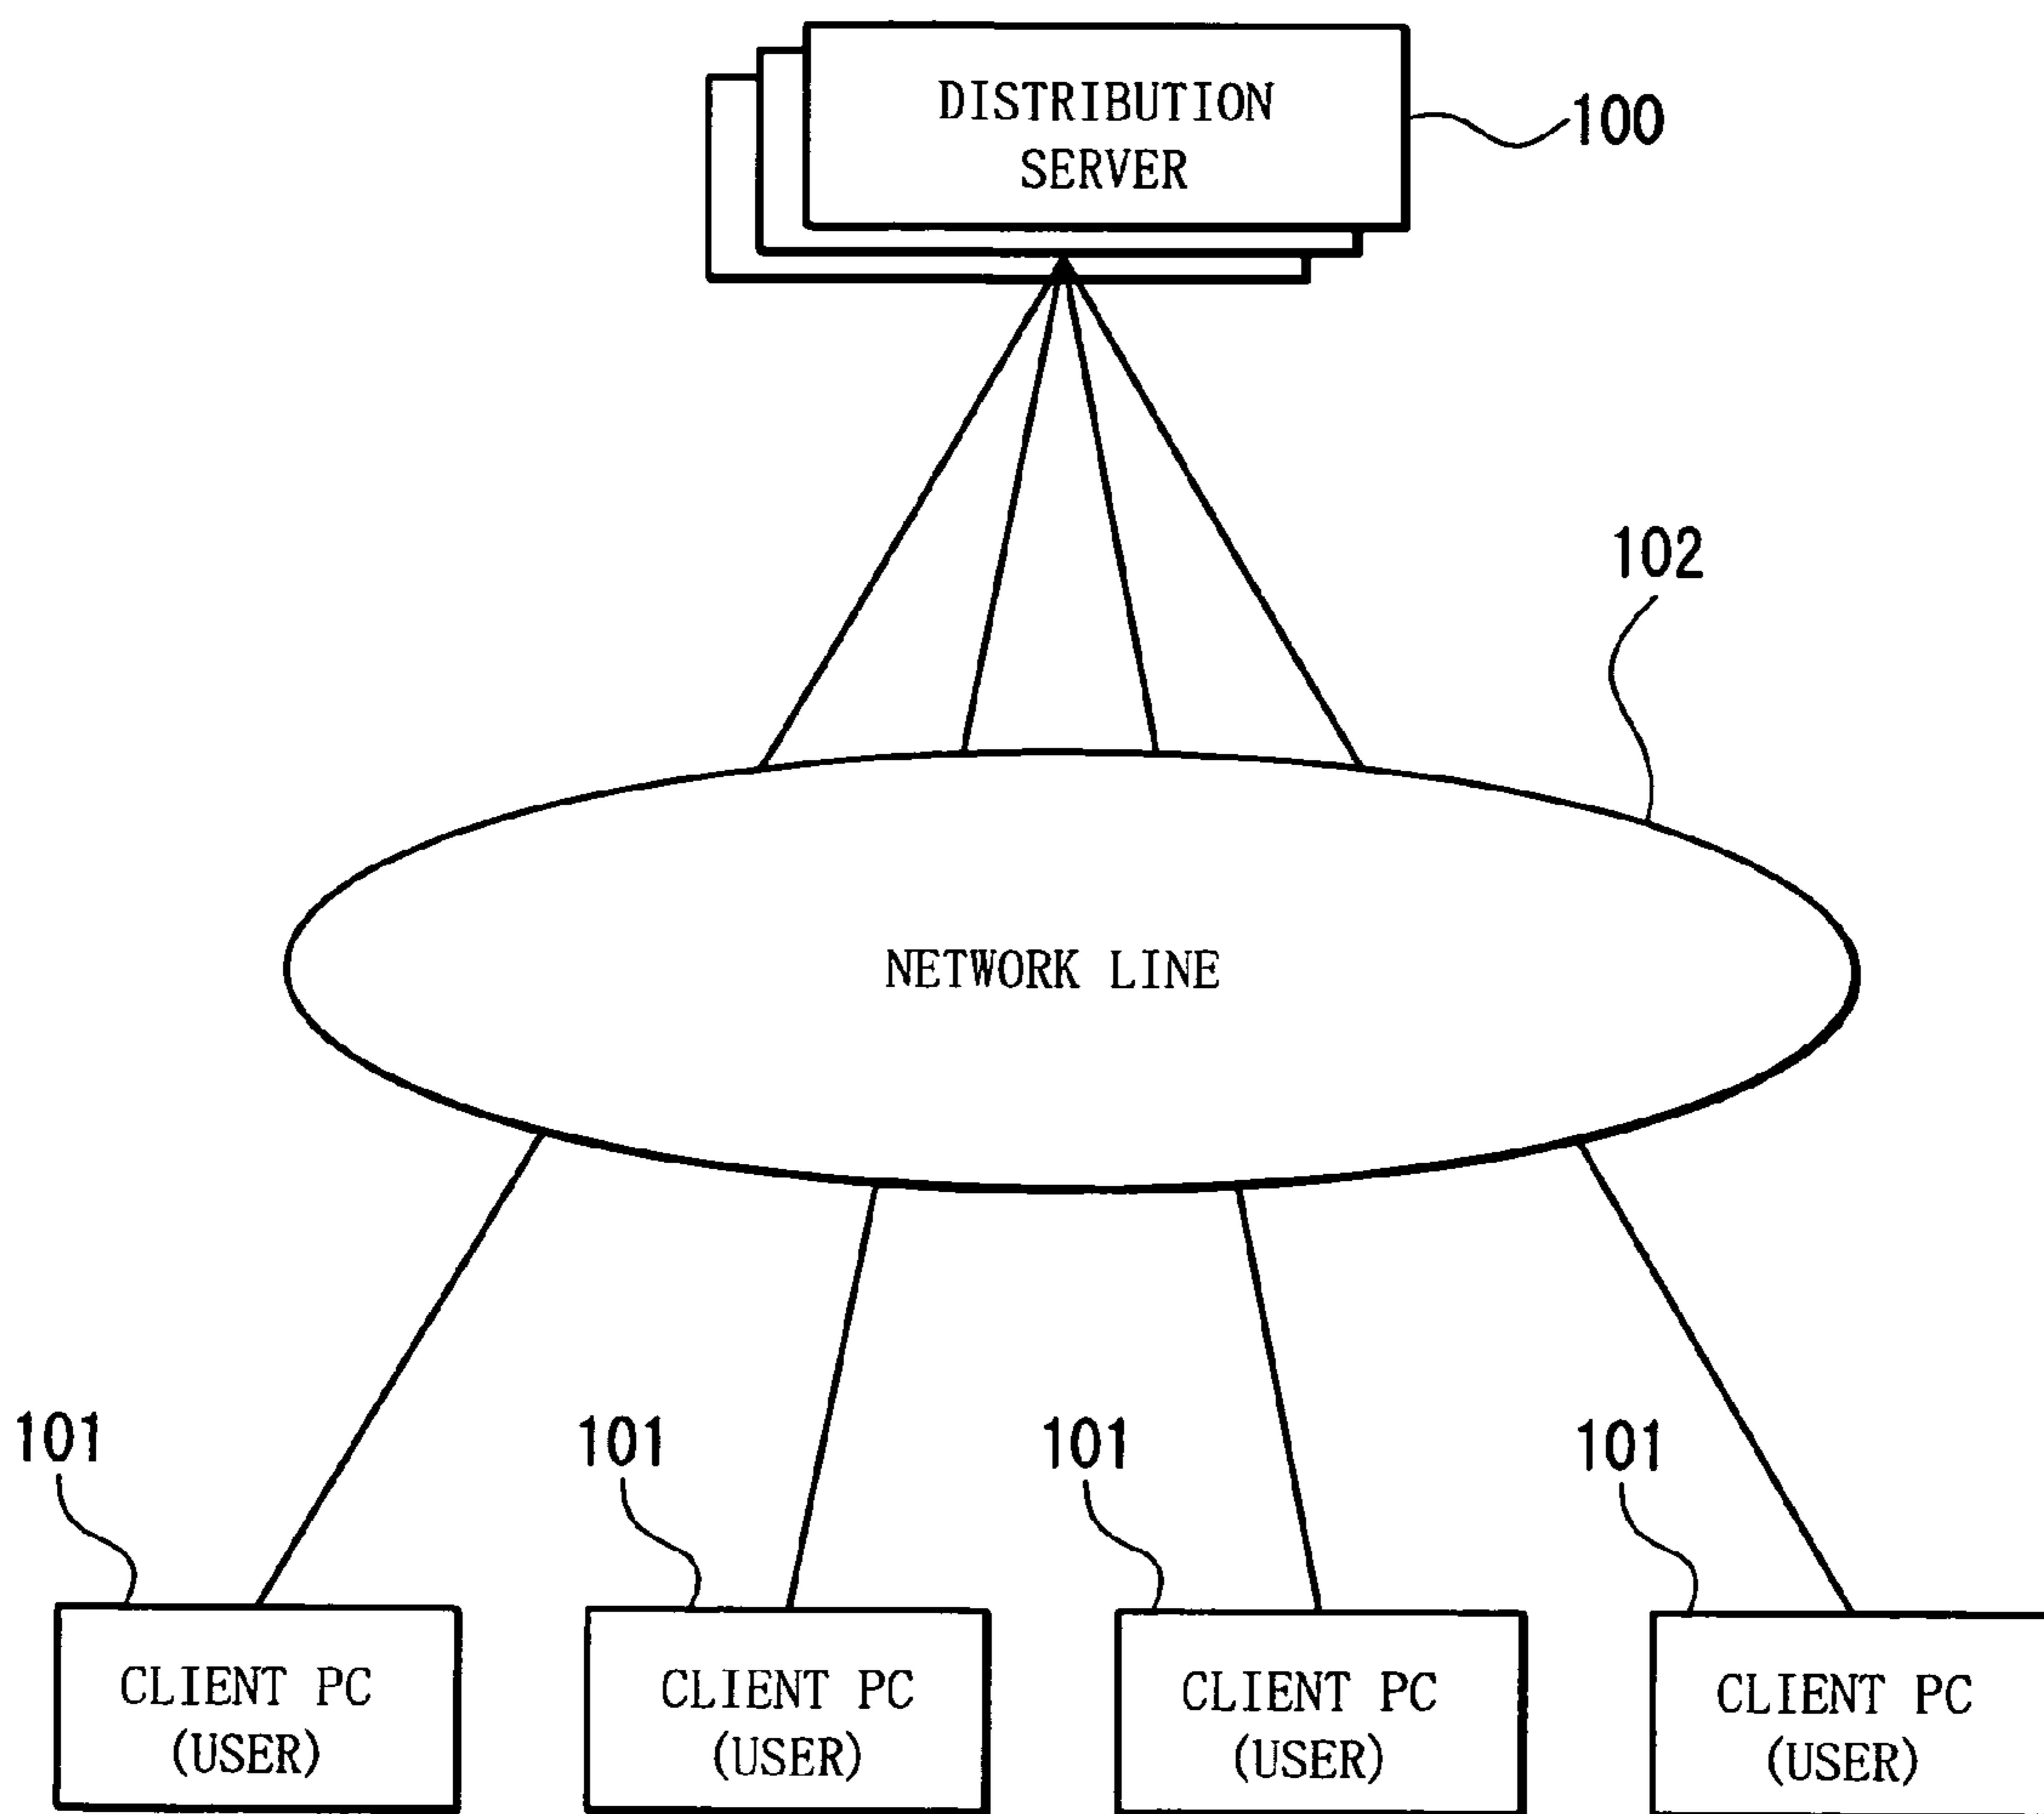 DISTRIBUTION
SERVER
100
102
NETWORK LINE
101
101
101
101
CLIENT PC
(USER)
CLIENT PC
(USER)
CLIENT PC
(USER)
CLIENT PC
(USER)